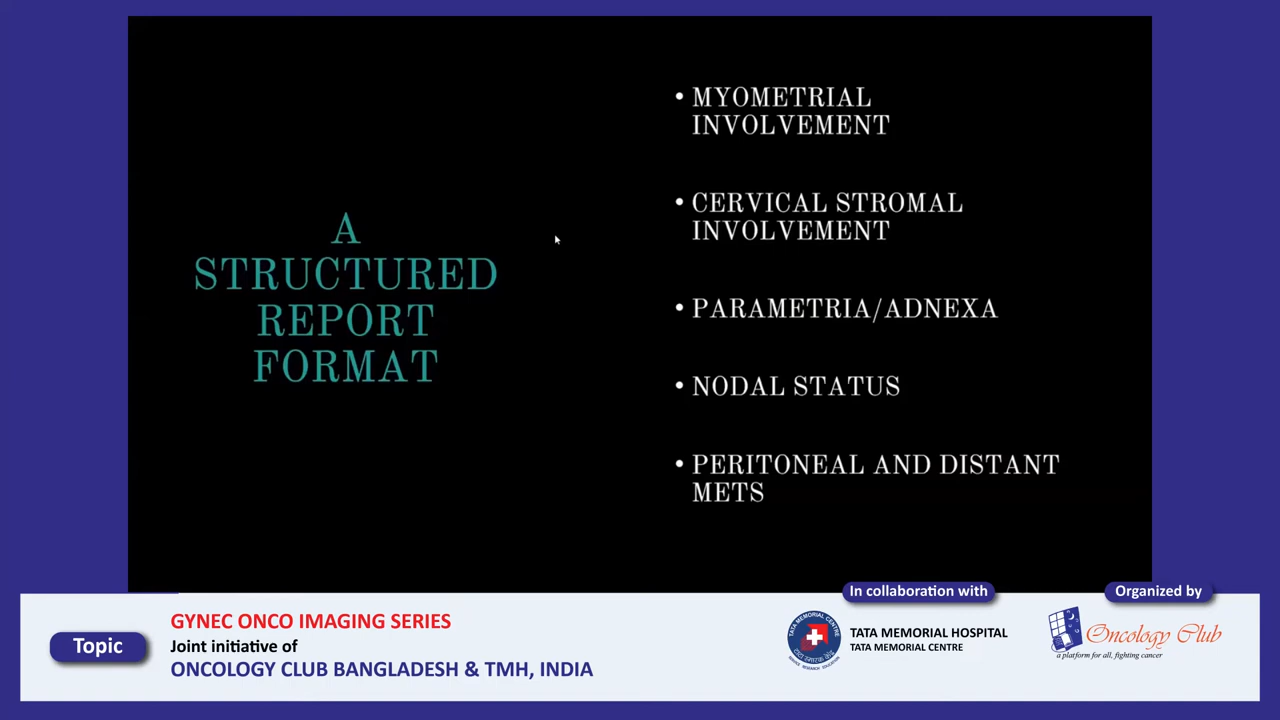 A
STRUCTURED
REPORT
FORMAT
• MYOMETRIAL
INVOLVEMENT
• CERVICAL STROMAL
INVOLVEMENT
• PARAMETRIA/ADNEXA
• NODAL STATUS
• PERITONEAL AND DISTANT
METS
Topic
GYNEC ONCO IMAGING SERIES
Joint initiative of
ONCOLOGY CLUB BANGLADESH & TMH, INDIA
In collaboration with
TATA MEMORIAL HOSPITAL
TATA MEMORIAL CENTRE
Organized by
Oncology Club
a platform for all, fighting cancer